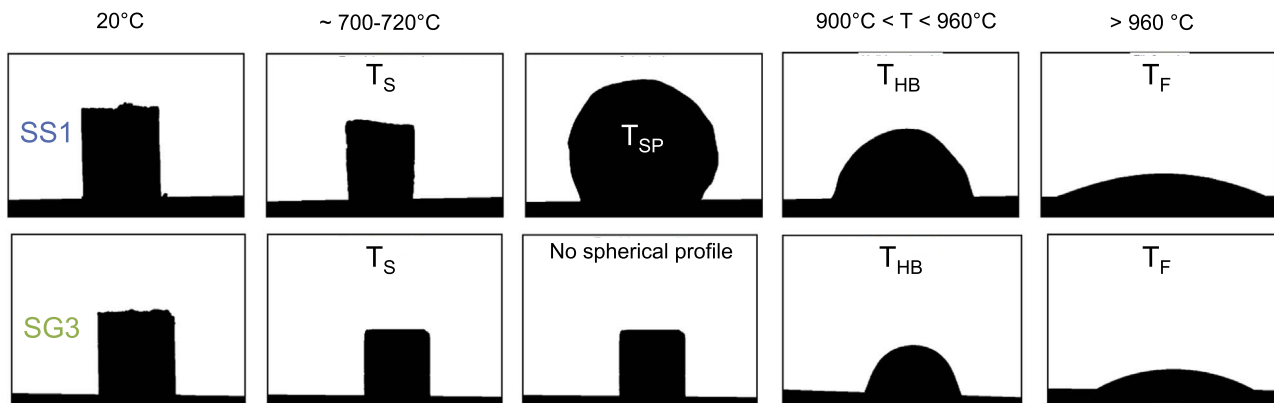 20°C
~ 700-720°C
900°C < T < 960°C
> 960 °C
SS1
T_S
T_SP
T_HB
T_F
SG3
T_S
No spherical profile
T_HB
T_F